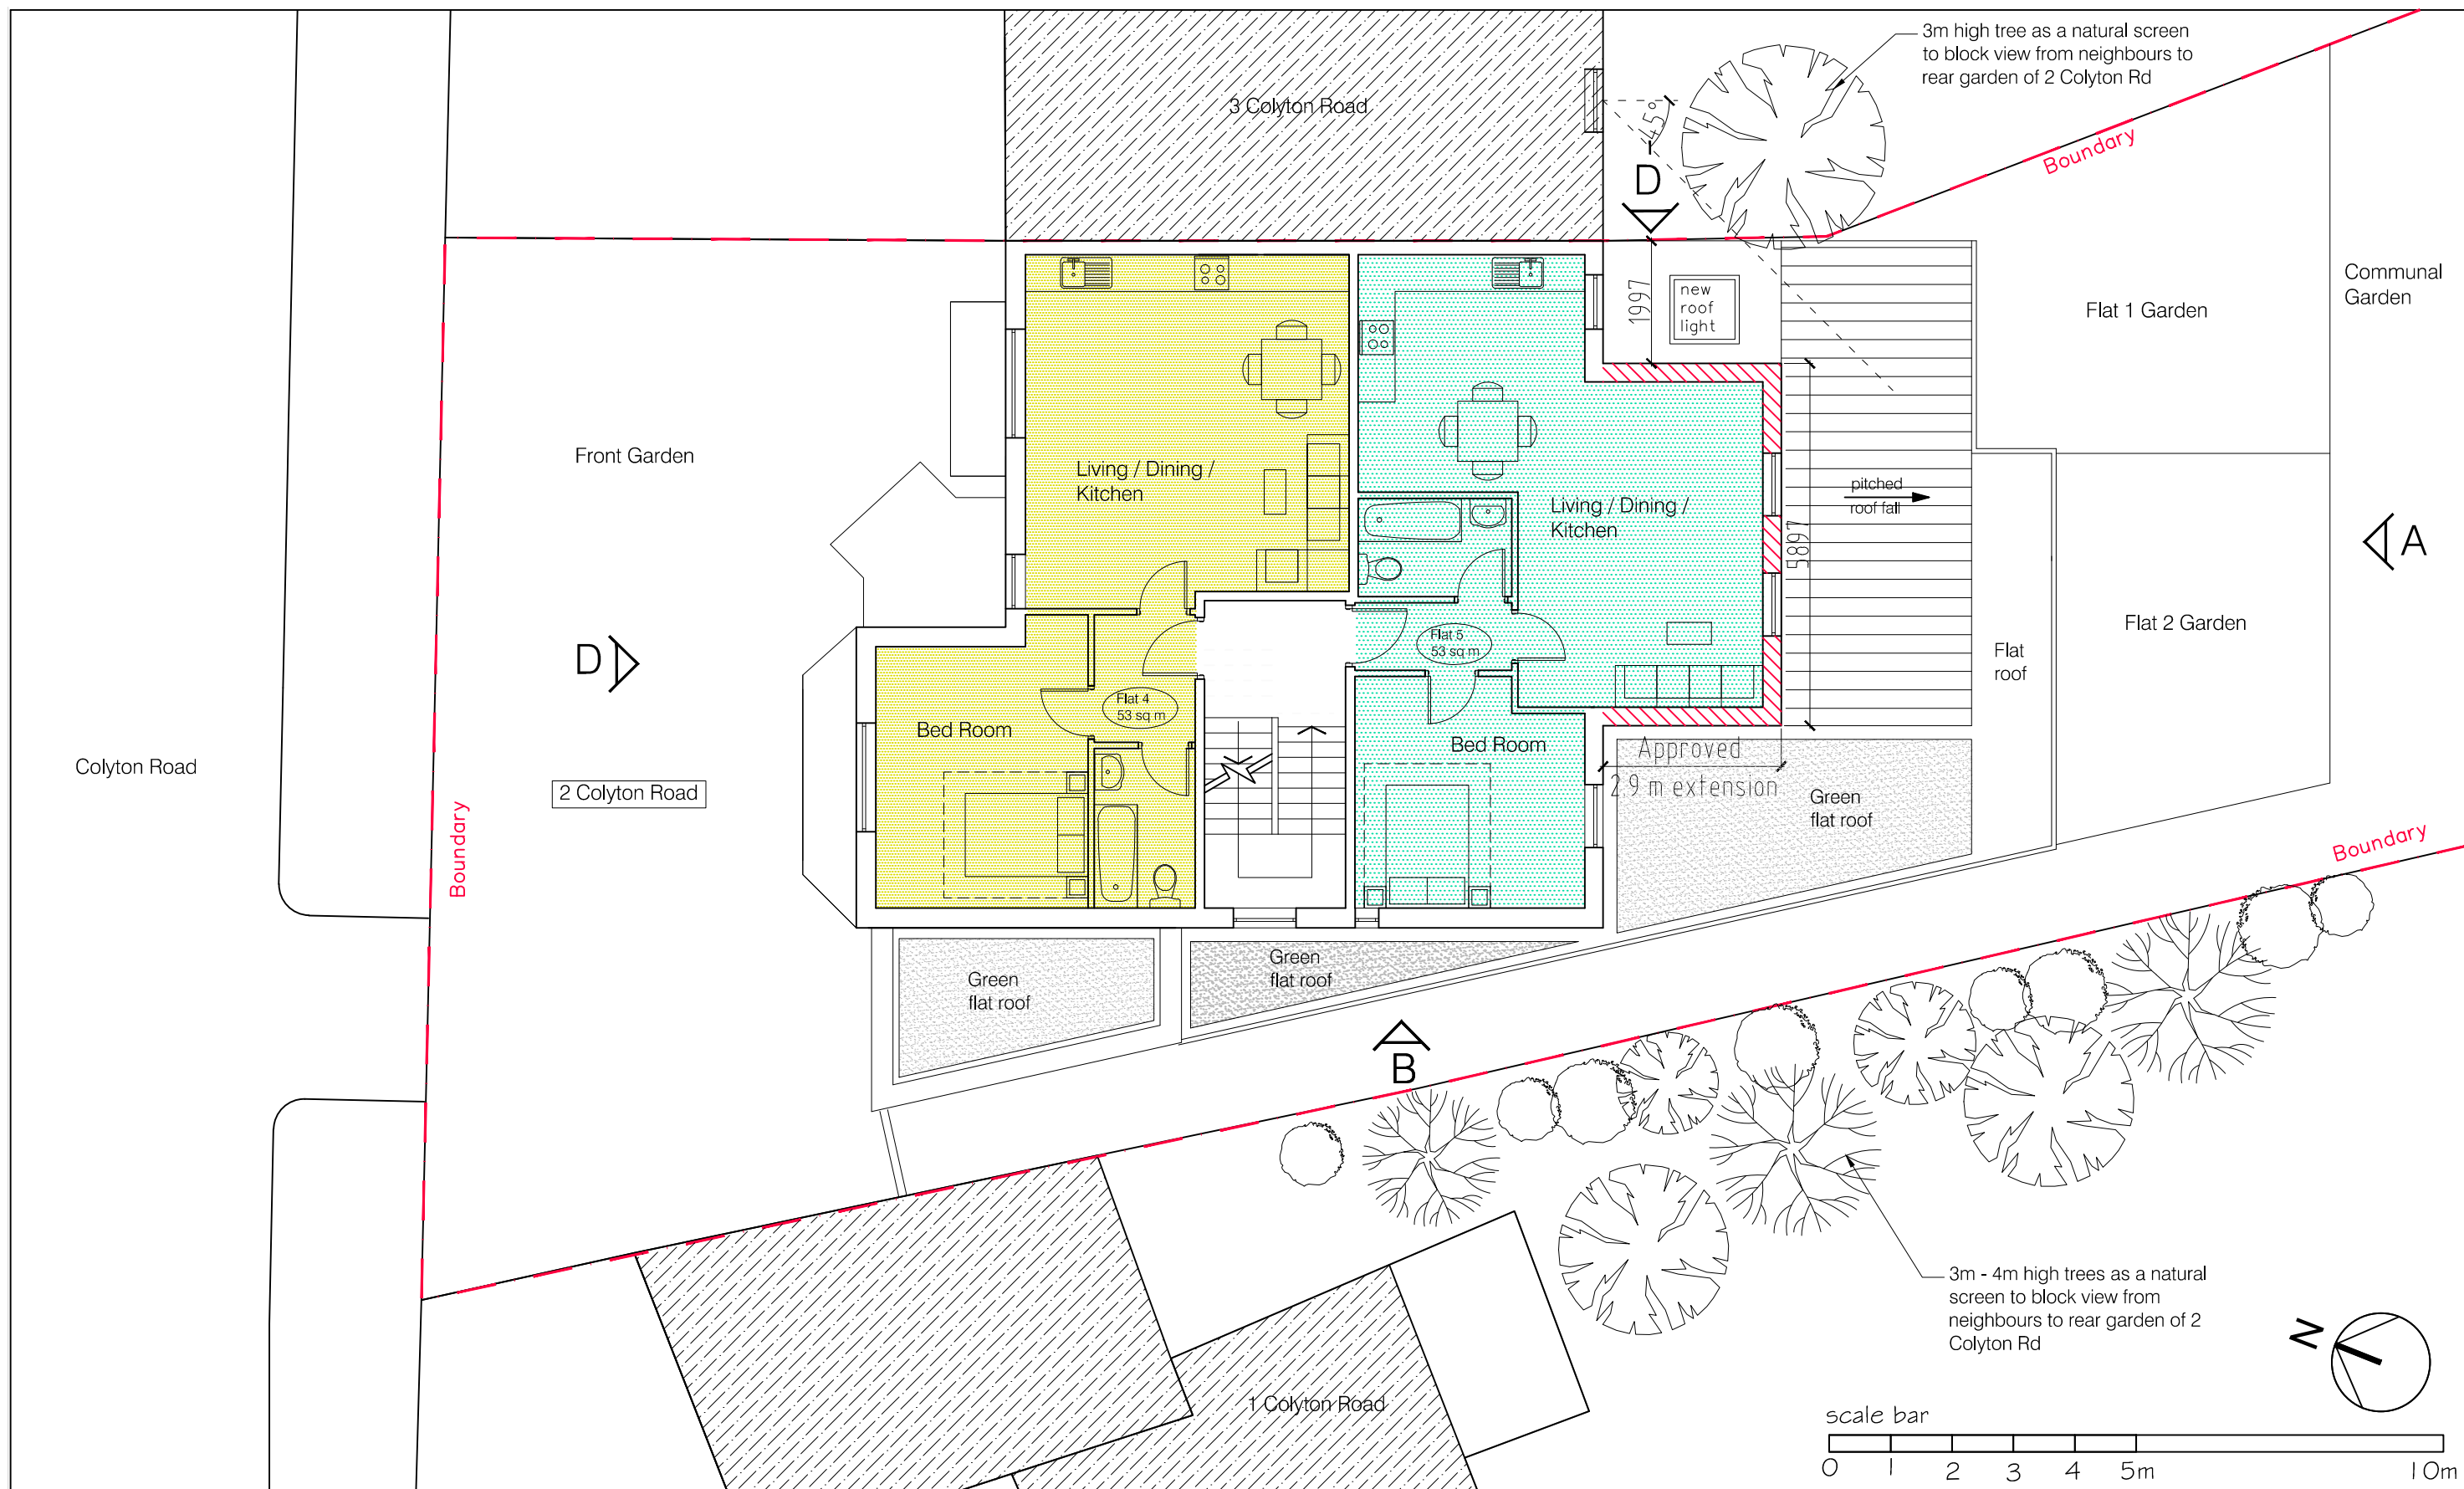 3m high tree as a natural screen
to block view from neighbours to
rear garden of 2 Colyton Rd
3 Colyton Road
45°
Boundary
D
Communal
Garden
new
roof
light
1997
Flat 1 Garden
Front Garden
Living / Dining /
Kitchen
Living / Dining /
Kitchen
pitched
roof fall
5897
A
Flat 2 Garden
Flat
roof
D
Flat 5
53 sq m
Flat 4
53 sq m
Bed Room
Bed Room
Approved
2.9 m extension
Colyton Road
2 Colyton Road
Boundary
Green
flat roof
Boundary
Green
flat roof
Green
flat roof
B
3m - 4m high trees as a natural
screen to block view from
neighbours to rear garden of 2
Colyton Rd
N
1 Colyton Road
scale bar
0 1 2 3 4 5m 10m